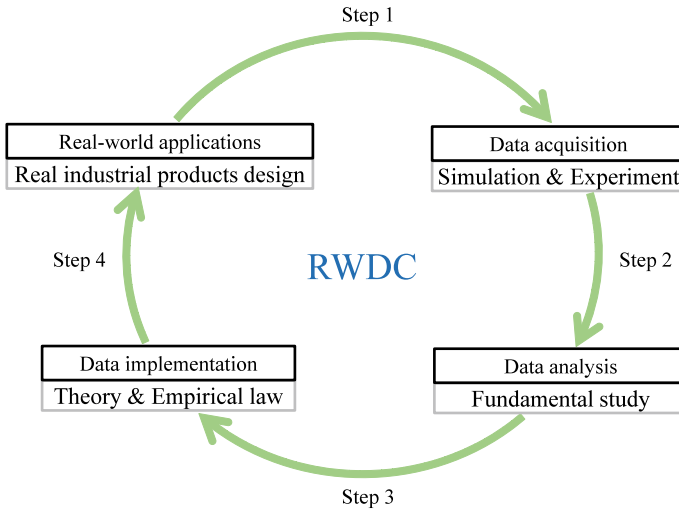 Step 1
Real-world applications
Real industrial products design
Data acquisition
Simulation & Experiment
Step 4
RWDC
Step 2
Data implementation
Theory & Empirical law
Data analysis
Fundamental study
Step 3